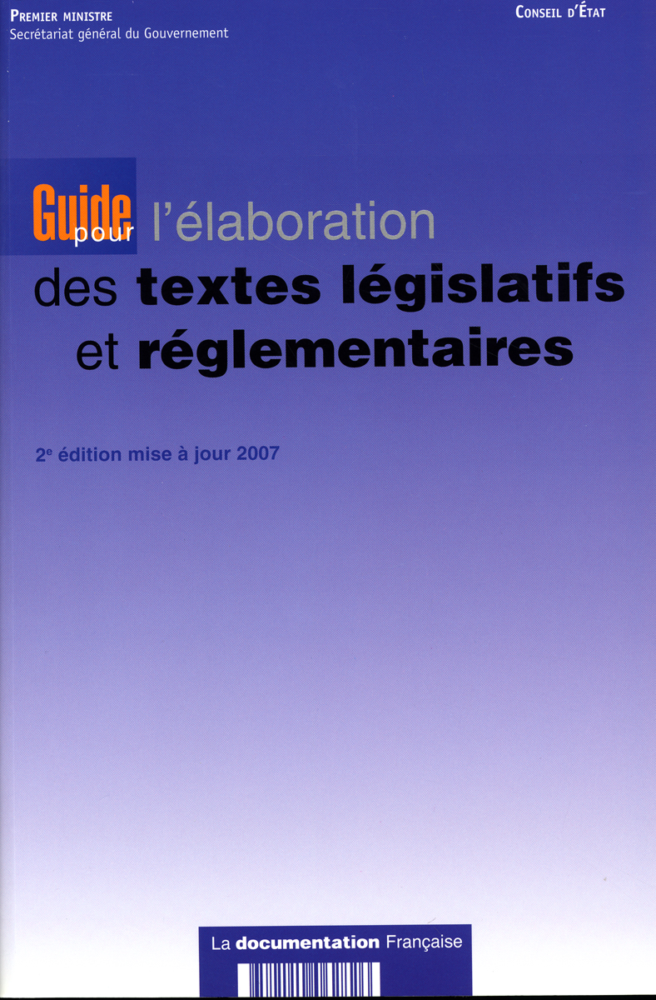 PREMIER MINISTRE
Secrétariat général du Gouvernement
CONSEIL D'ÉTAT
Guide
pour l'élaboration
des textes législatifs
et réglementaires
2e édition mise à jour 2007
La documentation Française